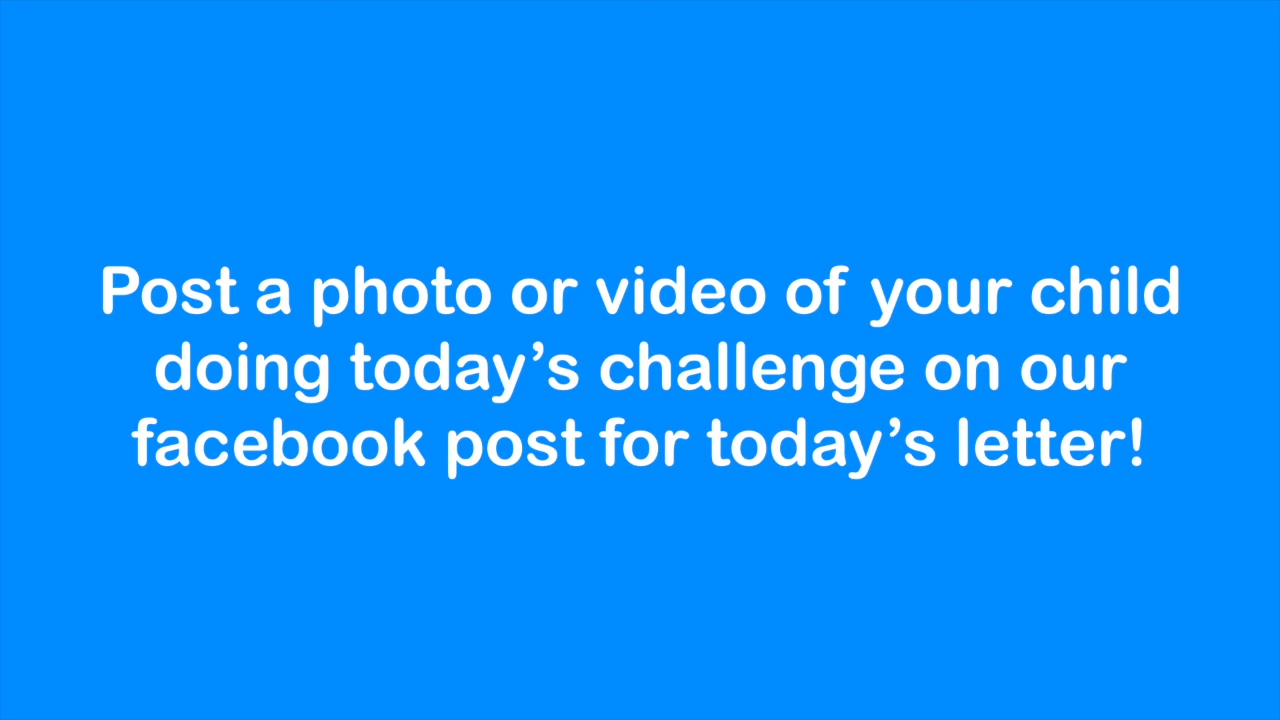 Post a photo or video of your child
doing today’s challenge on our
facebook post for today’s letter!